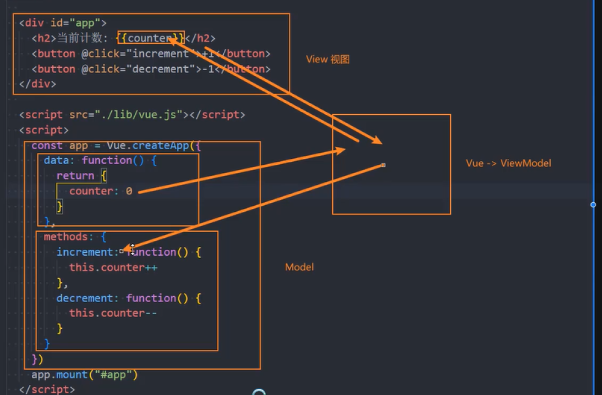 <div id="app">
<h2>当前计数: {{counter}}</h2>
<button @click="increment">+1</button>
<button @click="decrement">-1</button>
</div>
View 视图
<script src="./lib/vue.js"></script>
<script>
const app = Vue.createApp({
data: function() {
return {
counter: 0
}
},
Vue -> ViewModel
methods: {
increment: function() {
this.counter++
},
decrement: function() {
this.counter--
}
}
Model
})
app.mount("#app")
</script>